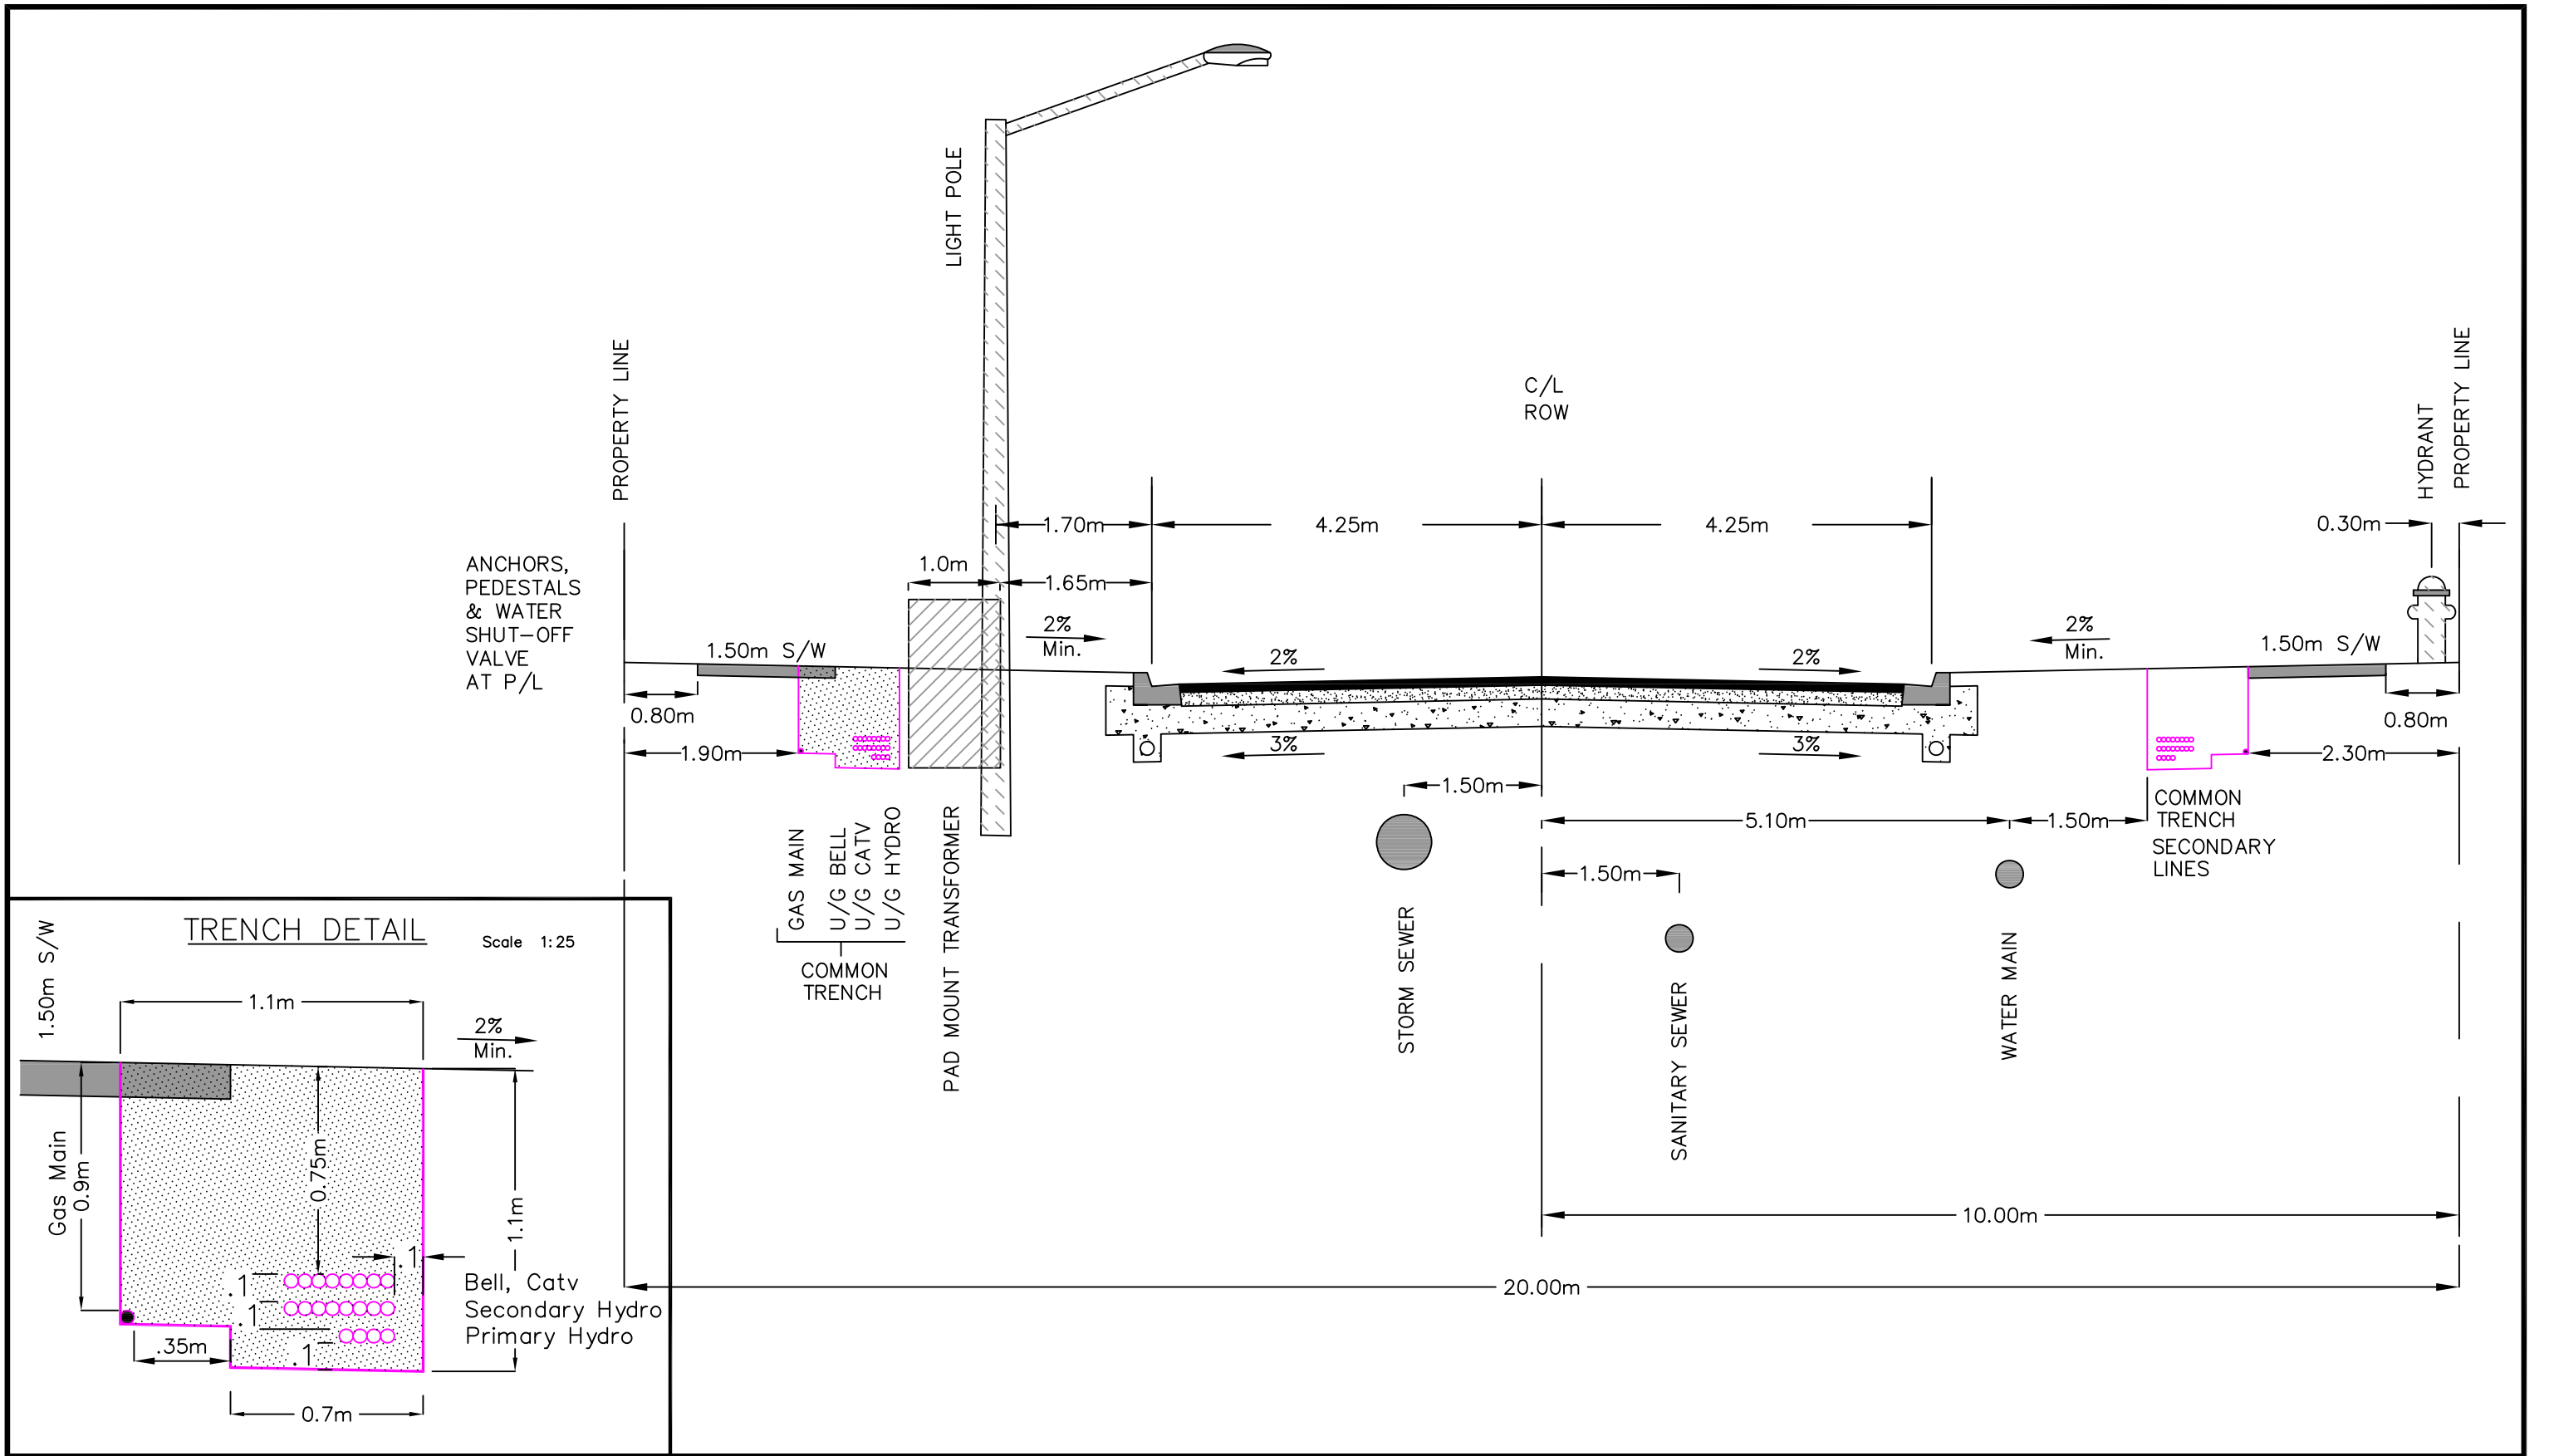 LIGHT POLE
PROPERTY LINE
C/L
ROW
HYDRANT
PROPERTY LINE
1.70m
4.25m
4.25m
0.30m
ANCHORS,
PEDESTALS
& WATER
SHUT-OFF
VALVE
AT P/L
1.0m
1.65m
2%
Min.
2%
Min.
1.50m S/W
2%
2%
1.50m S/W
0.80m
0.80m
1.90m
3%
3%
2.30m
1.50m
5.10m
1.50m
COMMON
TRENCH
SECONDARY
LINES
1.50m
GAS MAIN
U/G BELL
U/G CATV
U/G HYDRO
COMMON
TRENCH
PAD MOUNT TRANSFORMER
STORM SEWER
SANITARY SEWER
WATER MAIN
10.00m
20.00m
TRENCH DETAIL
Scale 1:25
1.50m S/W
1.1m
2%
Min.
Gas Main
0.9m
0.75m
1.1m
.1
.1
.1
.1
Bell, Catv
Secondary Hydro
Primary Hydro
.35m
0.7m